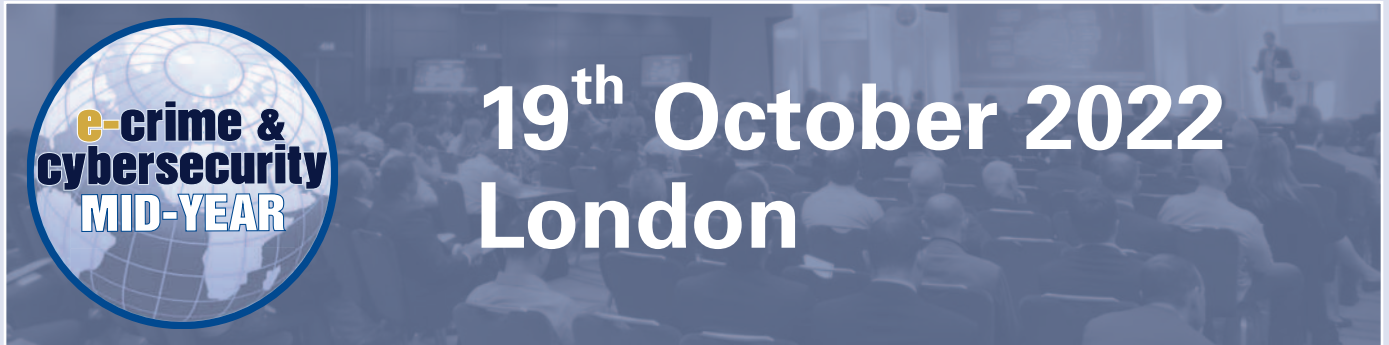 e-crime &
cybersecurity
MID-YEAR
19th October 2022
London